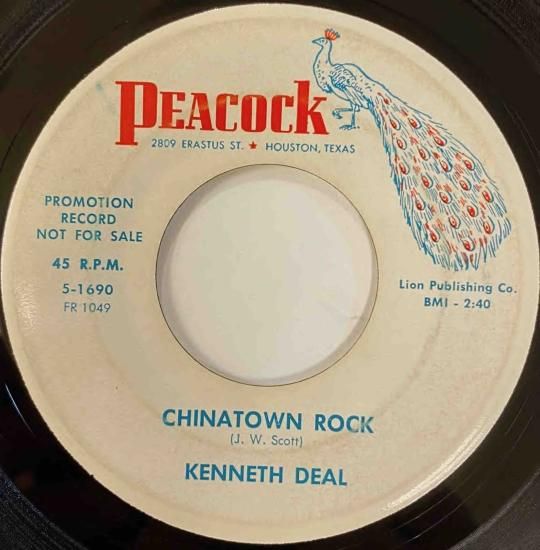 PEACOCK
2809 ERASTUS ST. ★ HOUSTON, TEXAS
PROMOTION
RECORD
NOT FOR SALE
45 R.P.M.
5-1690
FR 1049
Lion Publishing Co.
BMI - 2:40
CHINATOWN ROCK
(J. W. Scott)
KENNETH DEAL